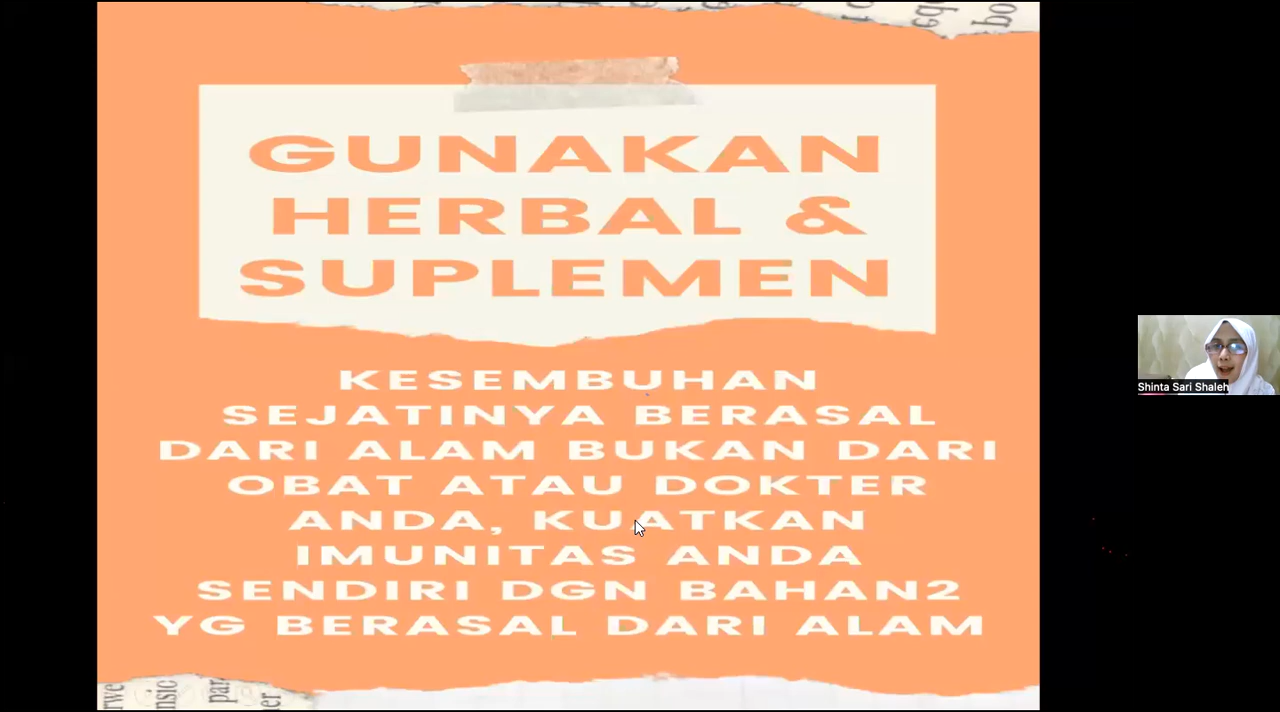 GUNAKAN
HERBAL &
SUPLEMEN
KESEMBUHAN
SEJATINYA BERASAL
DARI ALAM BUKAN DARI
OBAT ATAU DOKTER
ANDA, KUATKAN
IMUNITAS ANDA
SENDIRI DGN BAHAN2
YG BERASAL DARI ALAM
Shinta Sari Shaleh